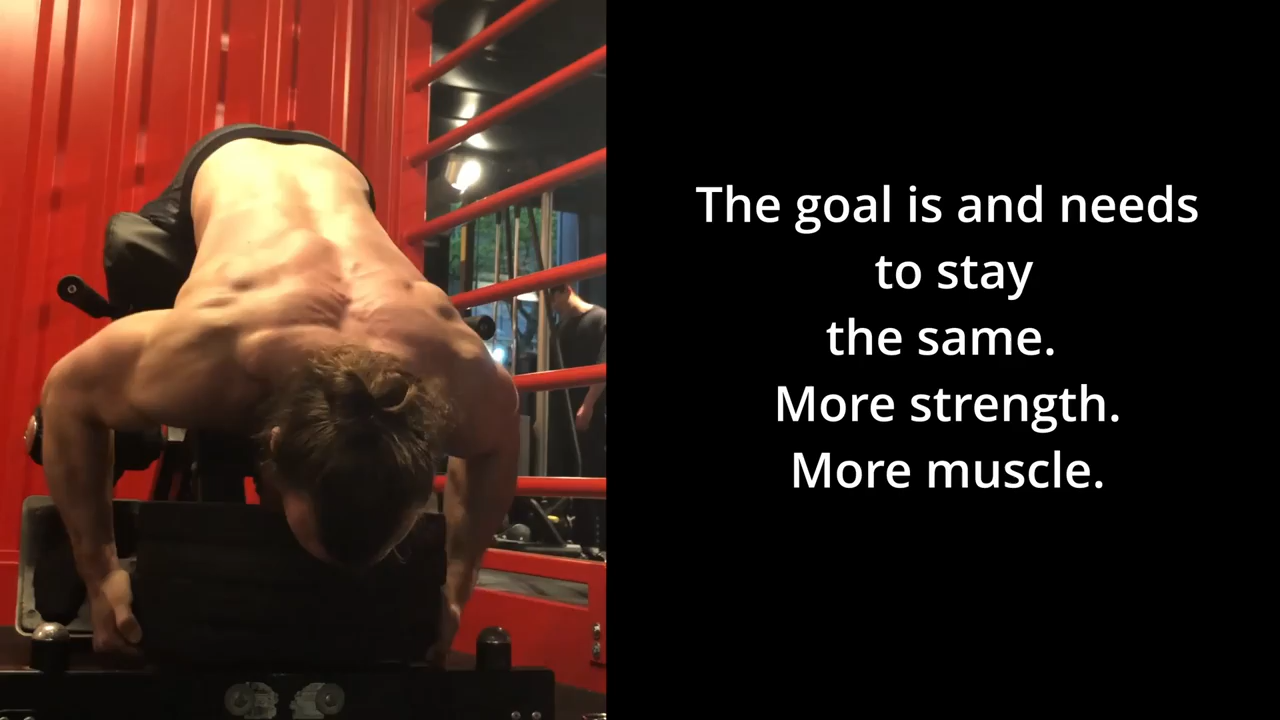 The goal is and needs
to stay
the same.
More strength.
More muscle.